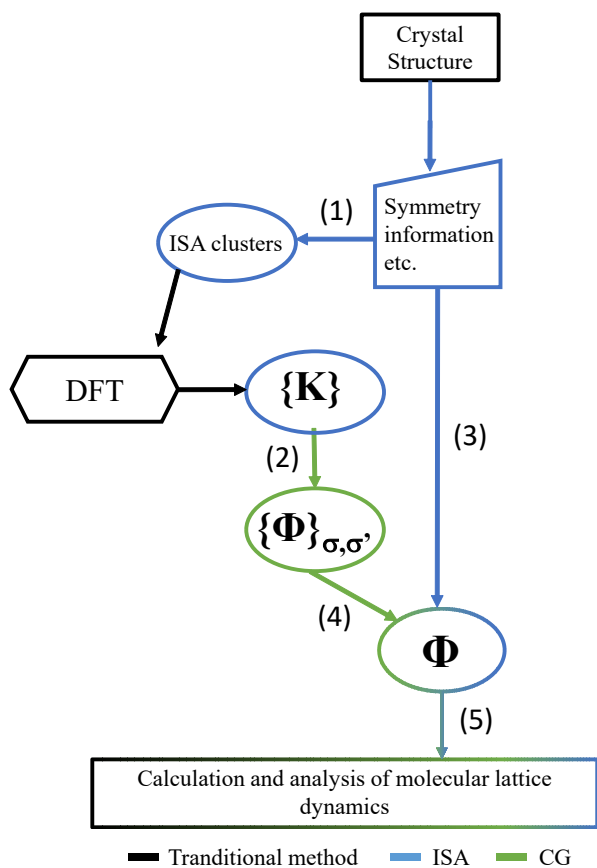 Crystal
Structure
(1)
Symmetry
information
etc.
ISA clusters
DFT
{K}
(2)
(3)
{Φ}σ,σ’
(4)
Φ
(5)
Calculation and analysis of molecular lattice
dynamics
Tranditional method
ISA
CG